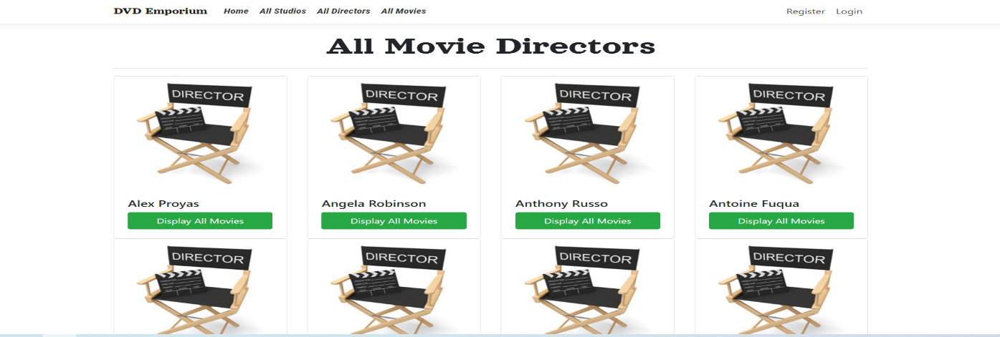 DVD Emporium Home All Studios All Directors All Movies Register Login
All Movie Directors
DIRECTOR DIRECTOR DIRECTOR DIRECTOR
Alex Proyas Angela Robinson Anthony Russo Antoine Fuqua
Display All Movies Display All Movies Display All Movies Display All Movies
DIRECTOR DIRECTOR DIRECTOR DIRECTOR